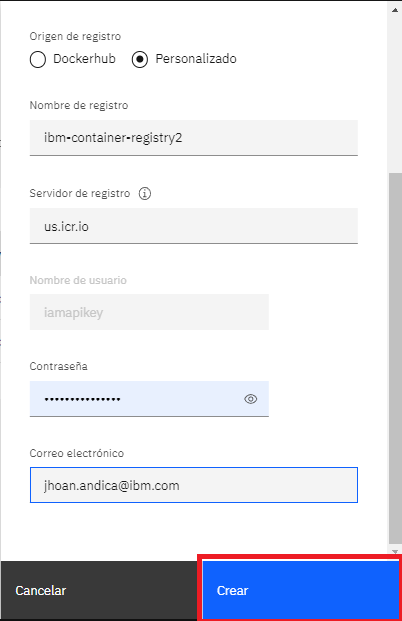 Origen de registro
Dockerhub Personalizado
Nombre de registro
ibm-container-registry2
Servidor de registro
us.icr.io
Nombre de usuario
iamapikey
Contraseña
•••••••••••••••
Correo electrónico
jhoan.andica@ibm.com
Cancelar Crear